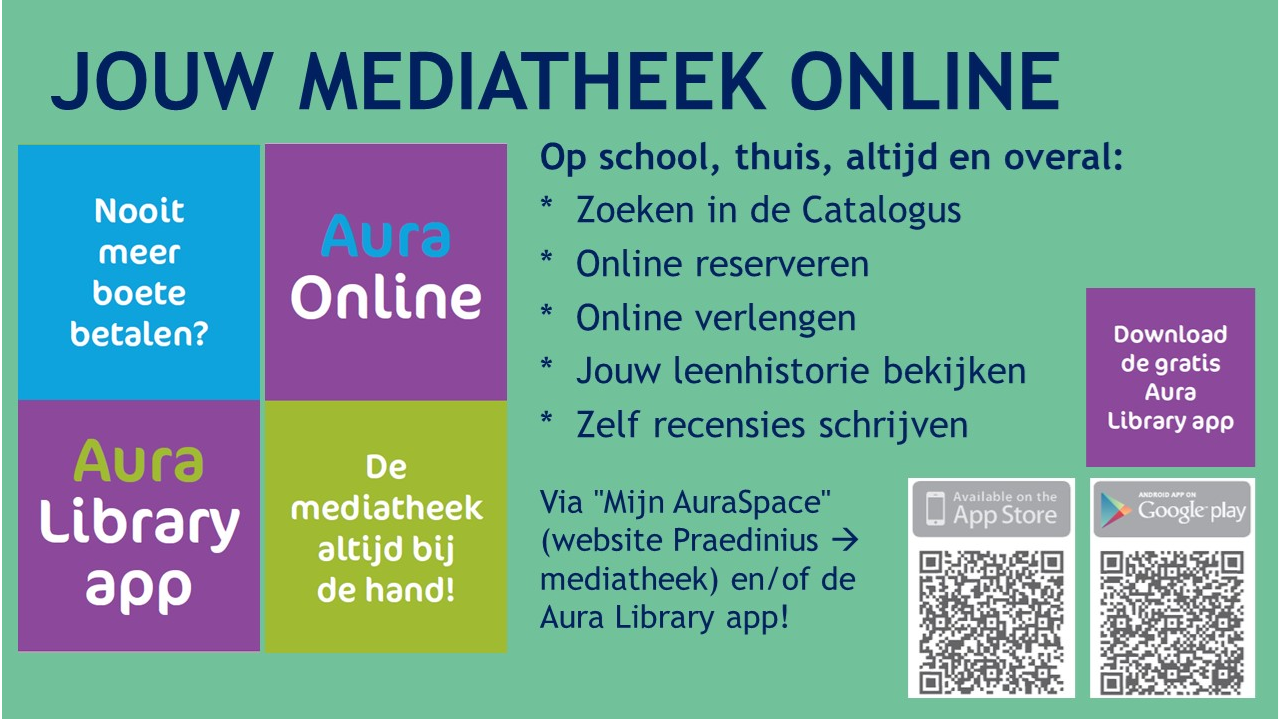 JOUW MEDIATHEEK ONLINE
Nooit
meer
boete
betalen?
Aura
Online
Aura
Library
app
De
mediatheek
altijd bij
de hand!
Op school, thuis, altijd en overal:
* Zoeken in de Catalogus
* Online reserveren
* Online verlengen
* Jouw leenhistorie bekijken
* Zelf recensies schrijven
Via "Mijn AuraSpace"
(website Praedinius →
mediatheek) en/of de
Aura Library app!
Download
de gratis
Aura
Library app
Available on the
App Store
ANDROID APP ON
Google play